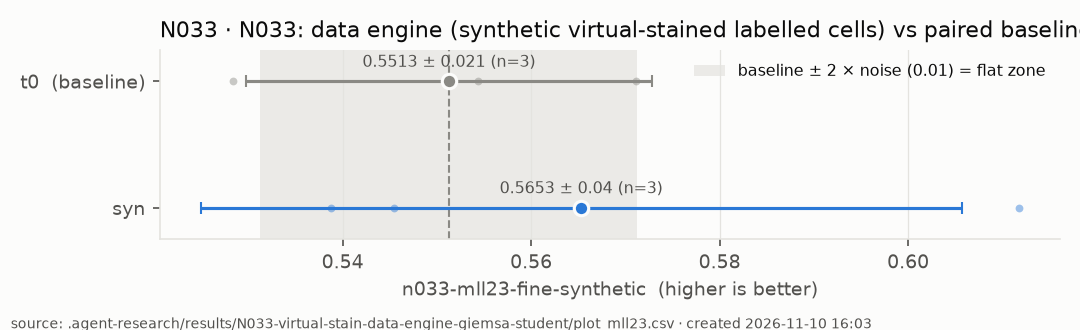 N033 · N033: data engine (synthetic virtual-stained labelled cells) vs paired baselin
0.5513 ± 0.021 (n=3)
baseline ± 2 × noise (0.01) = flat zone
t0 (baseline)
0.5653 ± 0.04 (n=3)
syn
0.54 0.56 0.58 0.60
n033-mll23-fine-synthetic (higher is better)
source: .agent-research/results/N033-virtual-stain-data-engine-giemsa-student/plot_mll23.csv · created 2026-11-10 16:03